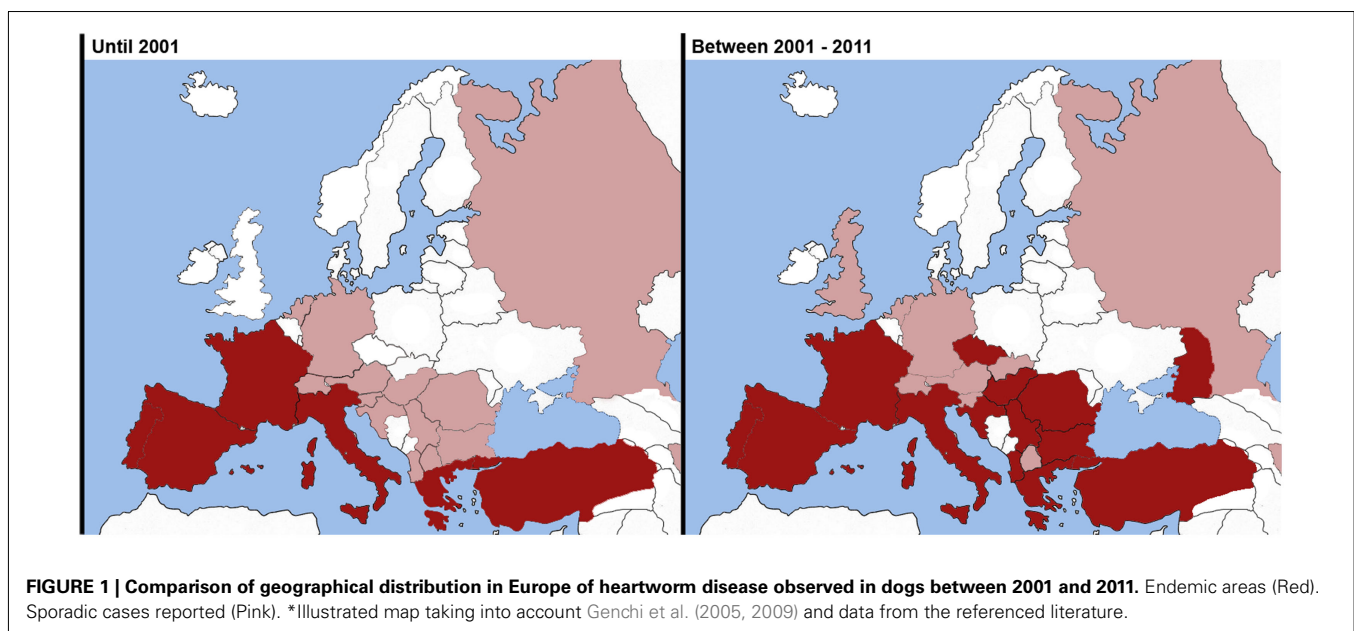 Until 2001
Between 2001 - 2011
FIGURE 1 | Comparison of geographical distribution in Europe of heartworm disease observed in dogs between 2001 and 2011. Endemic areas (Red).
Sporadic cases reported (Pink). *Illustrated map taking into account Genchi et al. (2005, 2009) and data from the referenced literature.